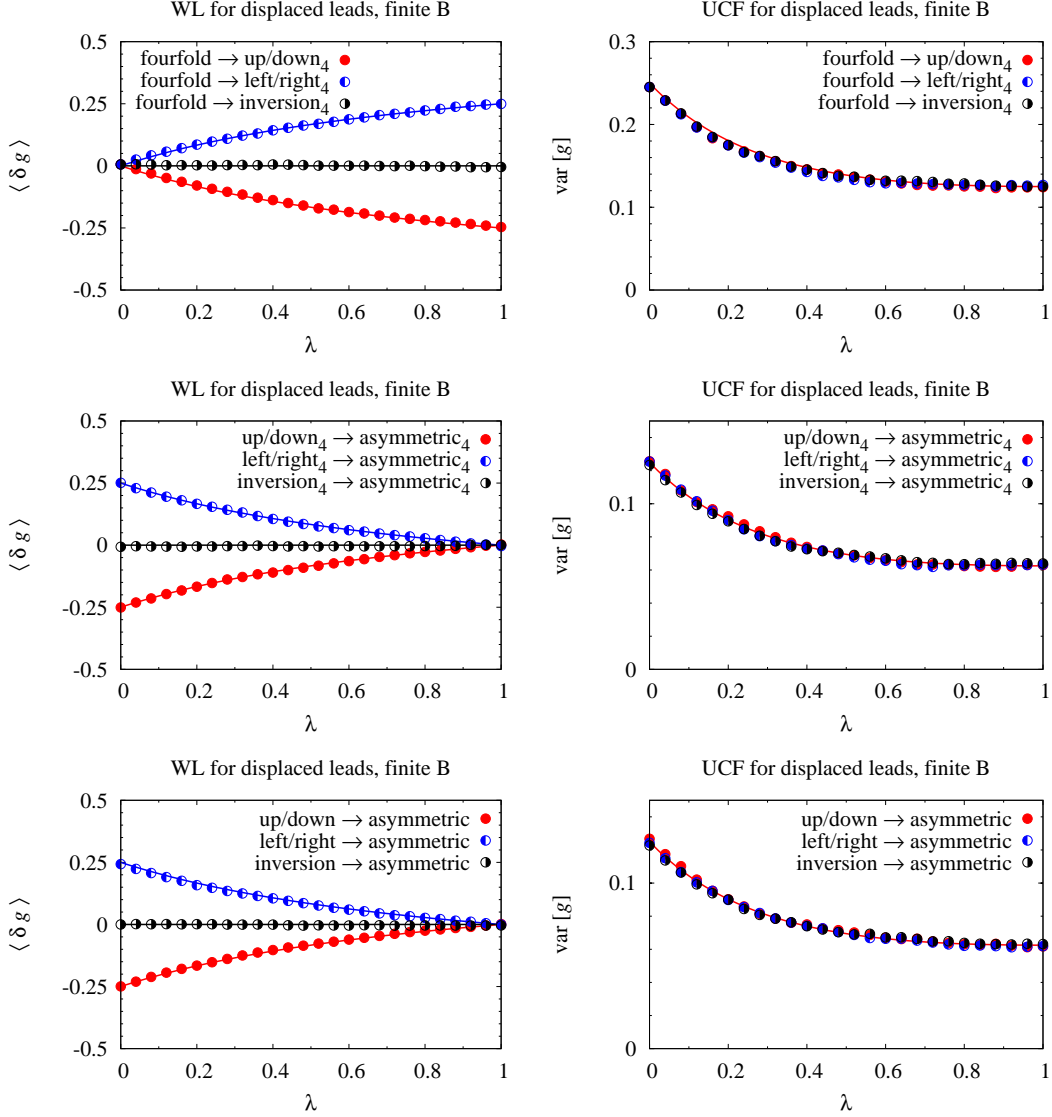 WL for displaced leads, finite B
0.5
0.25
0
-0.25
-0.5
⟨ δ g ⟩
fourfold → up/down₄
fourfold → left/right₄
fourfold → inversion₄
0 0.2 0.4 0.6 0.8 1
λ
UCF for displaced leads, finite B
0.3
0.2
0.1
0
var [g]
fourfold → up/down₄
fourfold → left/right₄
fourfold → inversion₄
0 0.2 0.4 0.6 0.8 1
λ
WL for displaced leads, finite B
0.5
0.25
0
-0.25
-0.5
⟨ δ g ⟩
up/down₄ → asymmetric₄
left/right₄ → asymmetric₄
inversion₄ → asymmetric₄
0 0.2 0.4 0.6 0.8 1
λ
UCF for displaced leads, finite B
0.1
0
var [g]
up/down₄ → asymmetric₄
left/right₄ → asymmetric₄
inversion₄ → asymmetric₄
0 0.2 0.4 0.6 0.8 1
λ
WL for displaced leads, finite B
0.5
0.25
0
-0.25
-0.5
⟨ δ g ⟩
up/down → asymmetric
left/right → asymmetric
inversion → asymmetric
0 0.2 0.4 0.6 0.8 1
λ
UCF for displaced leads, finite B
0.1
0
var [g]
up/down → asymmetric
left/right → asymmetric
inversion → asymmetric
0 0.2 0.4 0.6 0.8 1
λ